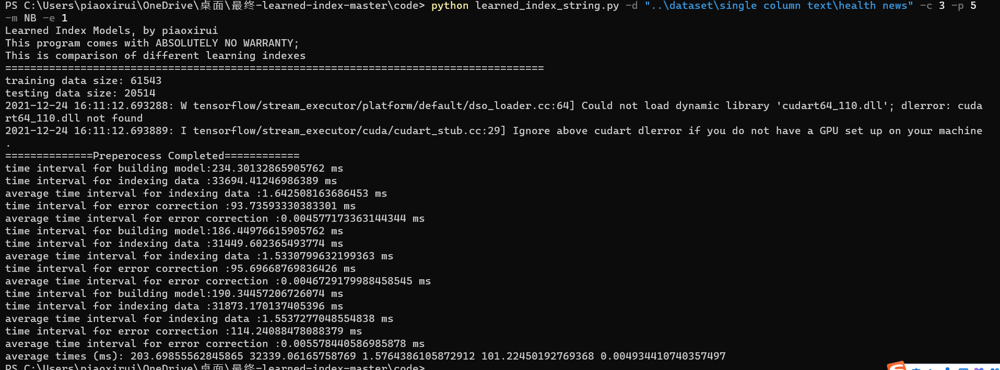 PS C:\Users\piaoxirui\OneDrive\桌面\最终-learned-index-master\code> python learned_index_string.py -d "..\dataset\single column text\health news" -c 3 -p 5
-m NB -e 1
Learned Index Models, by piaoxirui
This program comes with ABSOLUTELY NO WARRANTY;
This is comparison of different learning indexes
======================================================================================
training data size: 61543
testing data size: 20514
2021-12-24 16:11:12.693288: W tensorflow/stream_executor/platform/default/dso_loader.cc:64] Could not load dynamic library 'cudart64_110.dll'; dlerror: cuda
rt64_110.dll not found
2021-12-24 16:11:12.693889: I tensorflow/stream_executor/cuda/cudart_stub.cc:29] Ignore above cudart dlerror if you do not have a GPU set up on your machine
.
==============Preperocess Completed============
time interval for building model:234.30132865905762 ms
time interval for indexing data :33694.41246986389 ms
average time interval for indexing data :1.642508163686453 ms
time interval for error correction :93.73593330383301 ms
average time interval for error correction :0.004577173363144344 ms
time interval for building model:186.44976615905762 ms
time interval for indexing data :31449.602365493774 ms
average time interval for indexing data :1.5330799632199363 ms
time interval for error correction :95.69668769836426 ms
average time interval for error correction :0.0046729179988458545 ms
time interval for building model:190.34457206726074 ms
time interval for indexing data :31873.170137405396 ms
average time interval for indexing data :1.5537277048554838 ms
time interval for error correction :114.24088478088379 ms
average time interval for error correction :0.005578440586985878 ms
average times (ms): 203.69855562845865 32339.06165758769 1.5764386105872912 101.22450192769368 0.004934410740357497
PS C:\Users\piaoxirui\OneDrive\桌面\最终-learned-index-master\code>